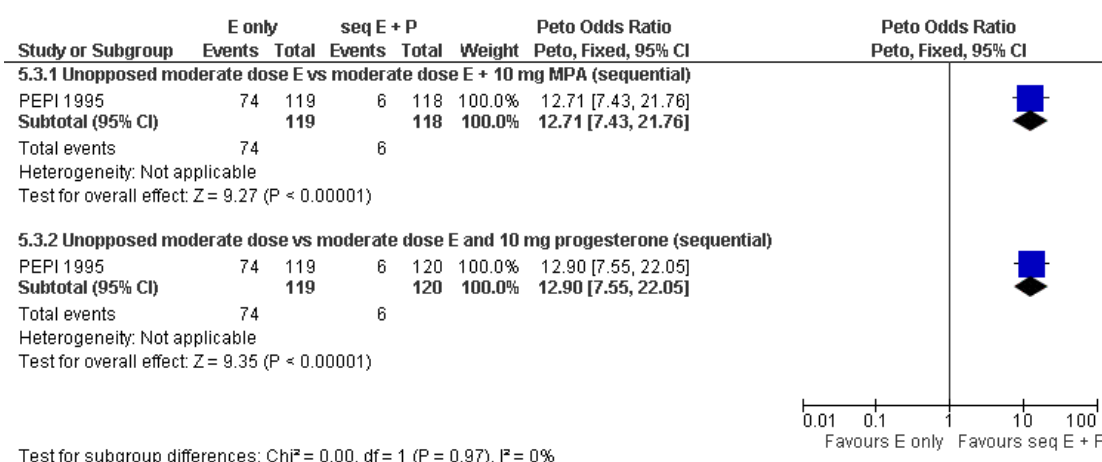 E only seq E + P Peto Odds Ratio Peto Odds Ratio
Study or Subgroup Events Total Events Total Weight Peto, Fixed, 95% CI Peto, Fixed, 95% CI
5.3.1 Unopposed moderate dose E vs moderate dose E + 10 mg MPA (sequential)
PEPI 1995 74 119 6 118 100.0% 12.71 [7.43, 21.76]
Subtotal (95% CI) 119 118 100.0% 12.71 [7.43, 21.76]
Total events 74 6
Heterogeneity: Not applicable
Test for overall effect: Z = 9.27 (P < 0.00001)
5.3.2 Unopposed moderate dose vs moderate dose E and 10 mg progesterone (sequential)
PEPI 1995 74 119 6 120 100.0% 12.90 [7.55, 22.05]
Subtotal (95% CI) 119 120 100.0% 12.90 [7.55, 22.05]
Total events 74 6
Heterogeneity: Not applicable
Test for overall effect: Z = 9.35 (P < 0.00001)
0.01 0.1 1 10 100
Favours E only Favours seq E + P
Test for subgroup differences: Chi² = 0.00, df = 1 (P = 0.97), I² = 0%